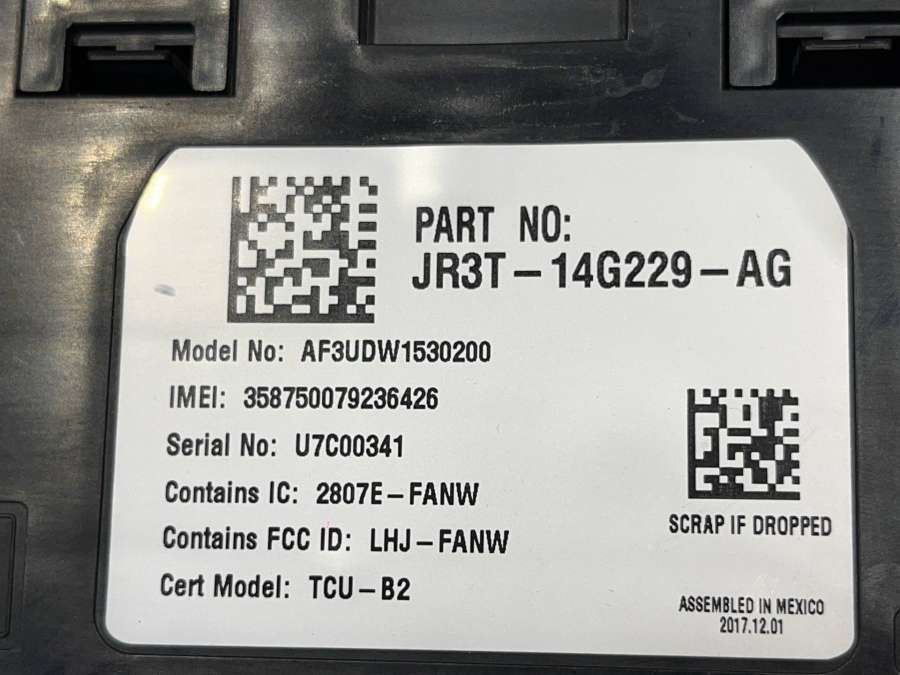 PART NO:
JR3T-14G229-AG
Model No: AF3UDW1530200
IMEI: 358750079236426
Serial No: U7C00341
Contains IC: 2807E-FANW
Contains FCC ID: LHJ-FANW
Cert Model: TCU-B2
SCRAP IF DROPPED
ASSEMBLED IN MEXICO
2017.12.01